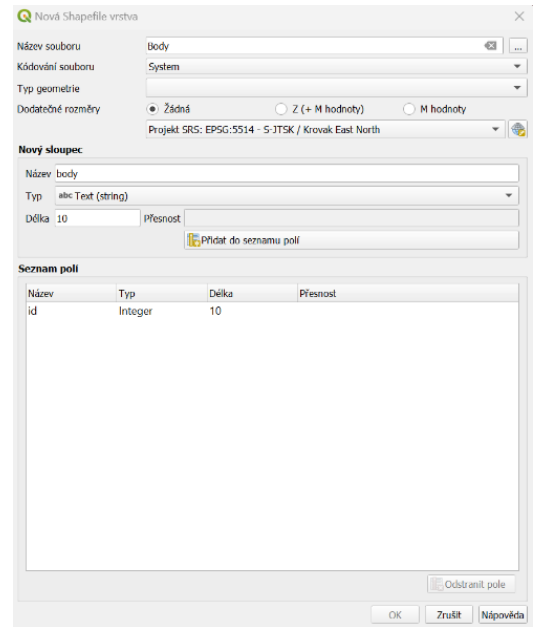 Nová Shapefile vrstva
Název souboru Body ...
Kódování souboru System
Typ geometrie
Dodatečné rozměry Žádná Z (+ M hodnoty) M hodnoty
Projekt SRS: EPSG:5514 - S-JTSK / Krovak East North
Nový sloupec
Název body
Typ abc Text (string)
Délka 10 Přesnost
Přidat do seznamu polí
Seznam polí
Název Typ Délka Přesnost
id Integer 10
Odstranit pole
OK Zrušit Nápověda